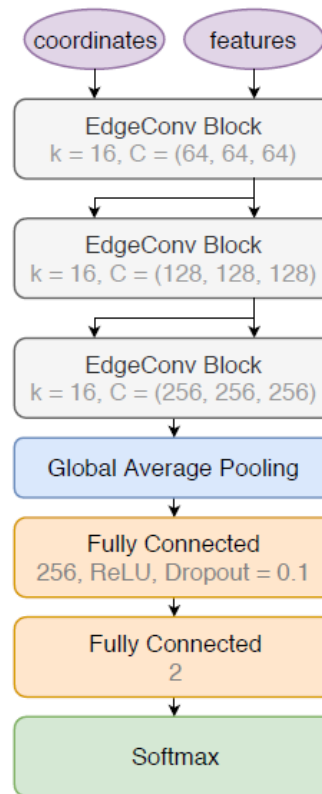 coordinates features
EdgeConv Block
k = 16, C = (64, 64, 64)
EdgeConv Block
k = 16, C = (128, 128, 128)
EdgeConv Block
k = 16, C = (256, 256, 256)
Global Average Pooling
Fully Connected
256, ReLU, Dropout = 0.1
Fully Connected
2
Softmax